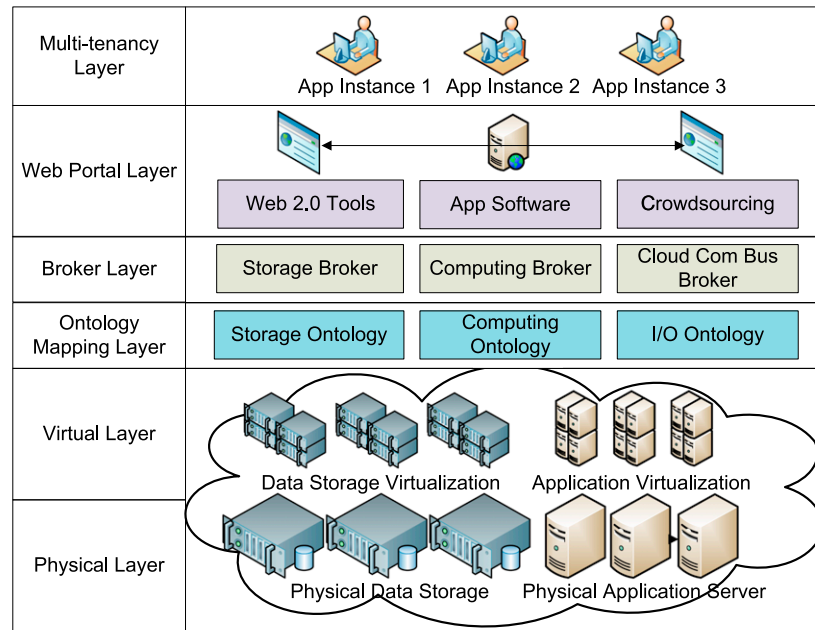 Multi-tenancy
Layer
App Instance 1
App Instance 2
App Instance 3
Web Portal Layer
Web 2.0 Tools
App Software
Crowdsourcing
Broker Layer
Storage Broker
Computing Broker
Cloud Com Bus
Broker
Ontology
Mapping Layer
Storage Ontology
Computing
Ontology
I/O Ontology
Virtual Layer
Data Storage Virtualization
Application Virtualization
Physical Layer
Physical Data Storage
Physical Application Server